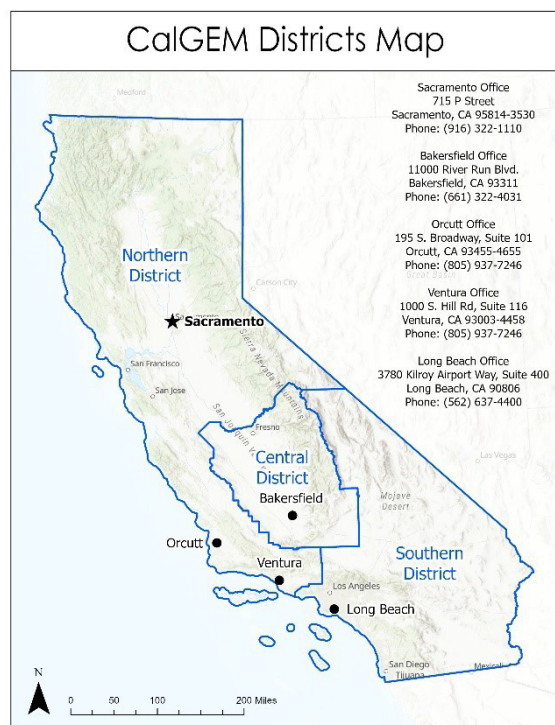 CalGEM Districts Map
Medford
Sacramento Office
715 P Street
Sacramento, CA 95814-3530
Phone: (916) 322-1110
Bakersfield Office
11000 River Run Blvd.
Bakersfield, CA 93311
Phone: (661) 322-4031
Orcutt Office
195 S. Broadway, Suite 101
Orcutt, CA 93455-4655
Phone: (805) 937-7246
Great Basin
Ventura Office
1000 S. Hill Rd, Suite 116
Ventura, CA 93003-4458
Phone: (805) 937-7246
Long Beach Office
3780 Kilroy Airport Way, Suite 400
Long Beach, CA 90806
Phone: (562) 637-4400
Northern
District
Carson City
Sacramento
Sierra Nevada Mountains
San Francisco
San Jose
San Joaquin
Fresno
Central
District
Bakersfield
Las Vegas
Mojave
Desert
Orcutt
Ventura
Southern
District
Los Angeles
Long Beach
San Diego
Tijuana
Mexicali
N
0 50 100 200 Miles